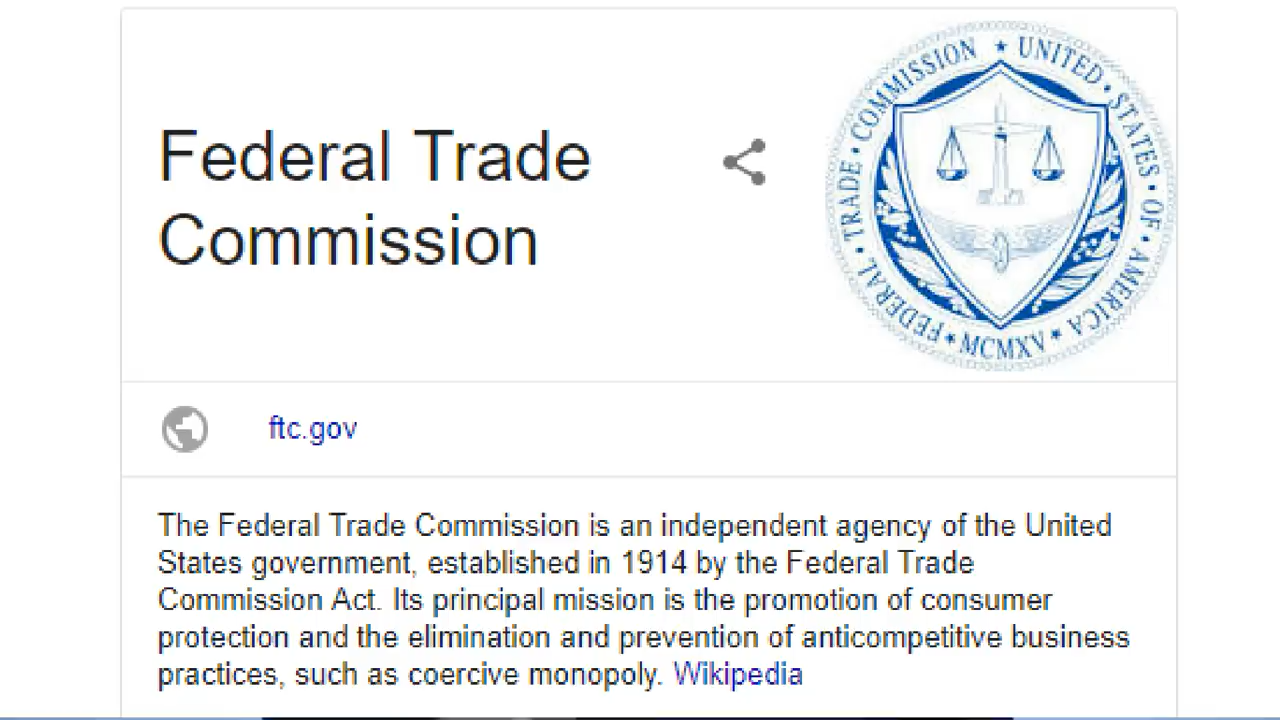 Federal Trade
Commission
FEDERAL • TRADE • COMMISSION ★ UNITED • STATES • OF • AMERICA ★ MCMXV ★
ftc.gov
The Federal Trade Commission is an independent agency of the United
States government, established in 1914 by the Federal Trade
Commission Act. Its principal mission is the promotion of consumer
protection and the elimination and prevention of anticompetitive business
practices, such as coercive monopoly. Wikipedia